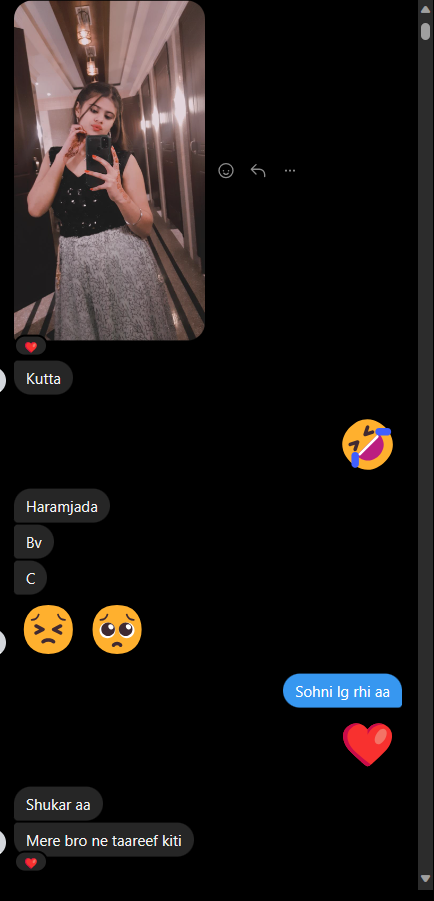 Kutta
🤣
Haramjada
Bv
C
😣 🥺
Sohni lg rhi aa
❤️
Shukar aa
Mere bro ne taareef kiti